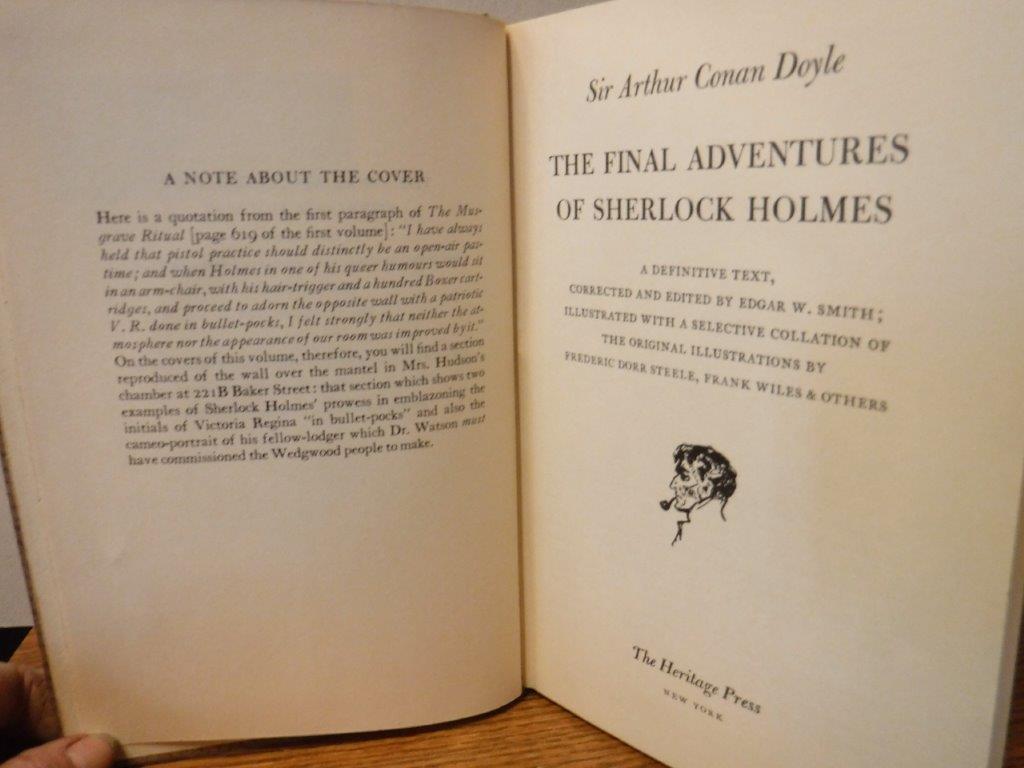 A NOTE ABOUT THE COVER
Here is a quotation from the first paragraph of The Mus-
grave Ritual [page 619 of the first volume]: "I have always
held that pistol practice should distinctly be an open-air pas-
time; and when Holmes in one of his queer humours would sit
in an arm-chair, with his hair-trigger and a hundred Boxer cart-
ridges, and proceed to adorn the opposite wall with a patriotic
V. R. done in bullet-pocks, I felt strongly that neither the at-
mosphere nor the appearance of our room was improved by it."
On the covers of this volume, therefore, you will find a section
reproduced of the wall over the mantel in Mrs. Hudson's
chamber at 221B Baker Street: that section which shows two
examples of Sherlock Holmes' prowess in emblazoning the
initials of Victoria Regina "in bullet-pocks" and also the
cameo-portrait of his fellow-lodger which Dr. Watson must
have commissioned the Wedgwood people to make.
Sir Arthur Conan Doyle
THE FINAL ADVENTURES
OF SHERLOCK HOLMES
A DEFINITIVE TEXT,
CORRECTED AND EDITED BY EDGAR W. SMITH;
ILLUSTRATED WITH A SELECTIVE COLLATION OF
THE ORIGINAL ILLUSTRATIONS BY
FREDERIC DORR STEELE, FRANK WILES & OTHERS
The Heritage Press
NEW YORK